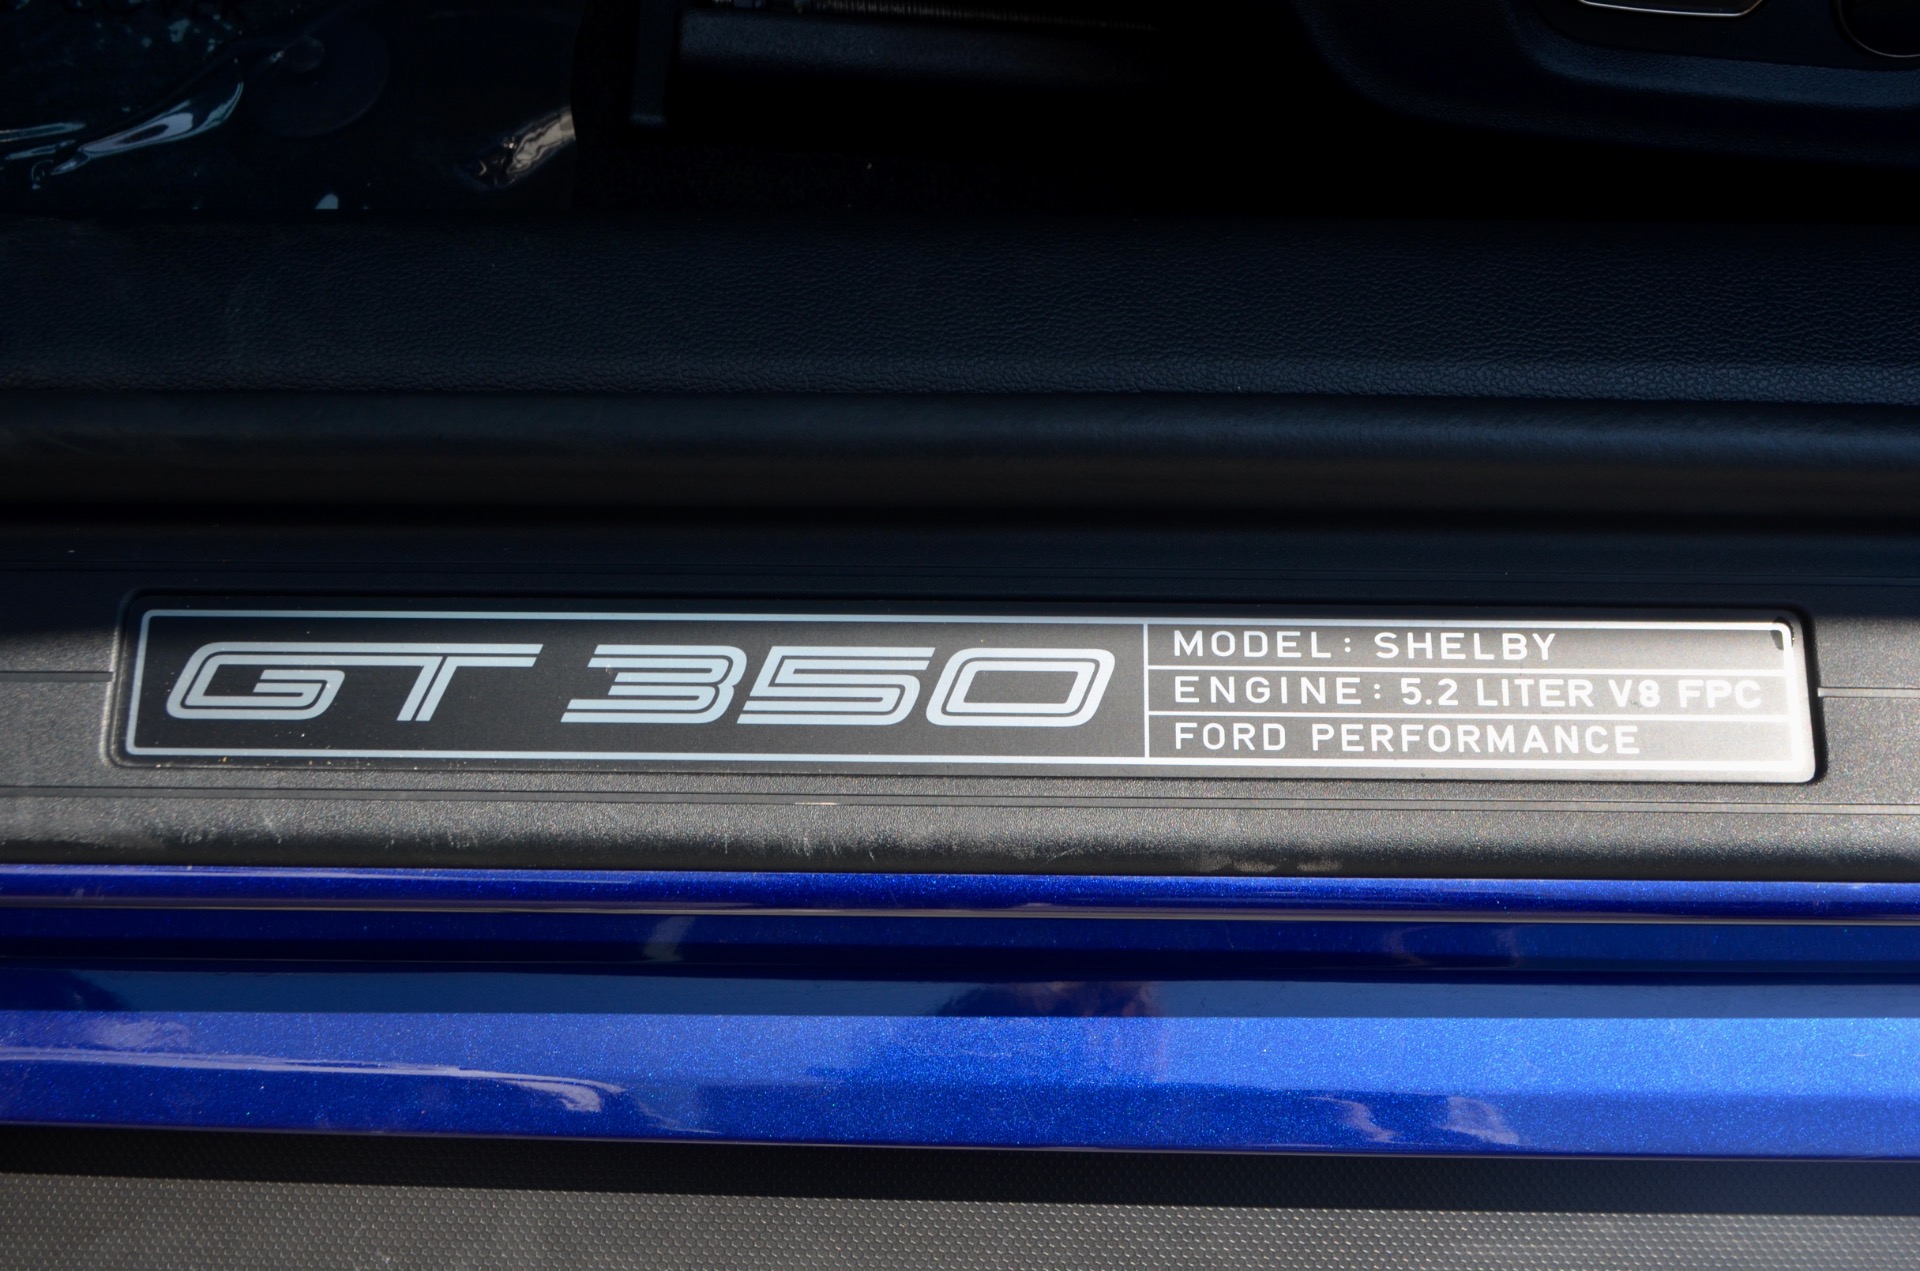 GT 350
MODEL: SHELBY
ENGINE: 5.2 LITER V8 FPC
FORD PERFORMANCE